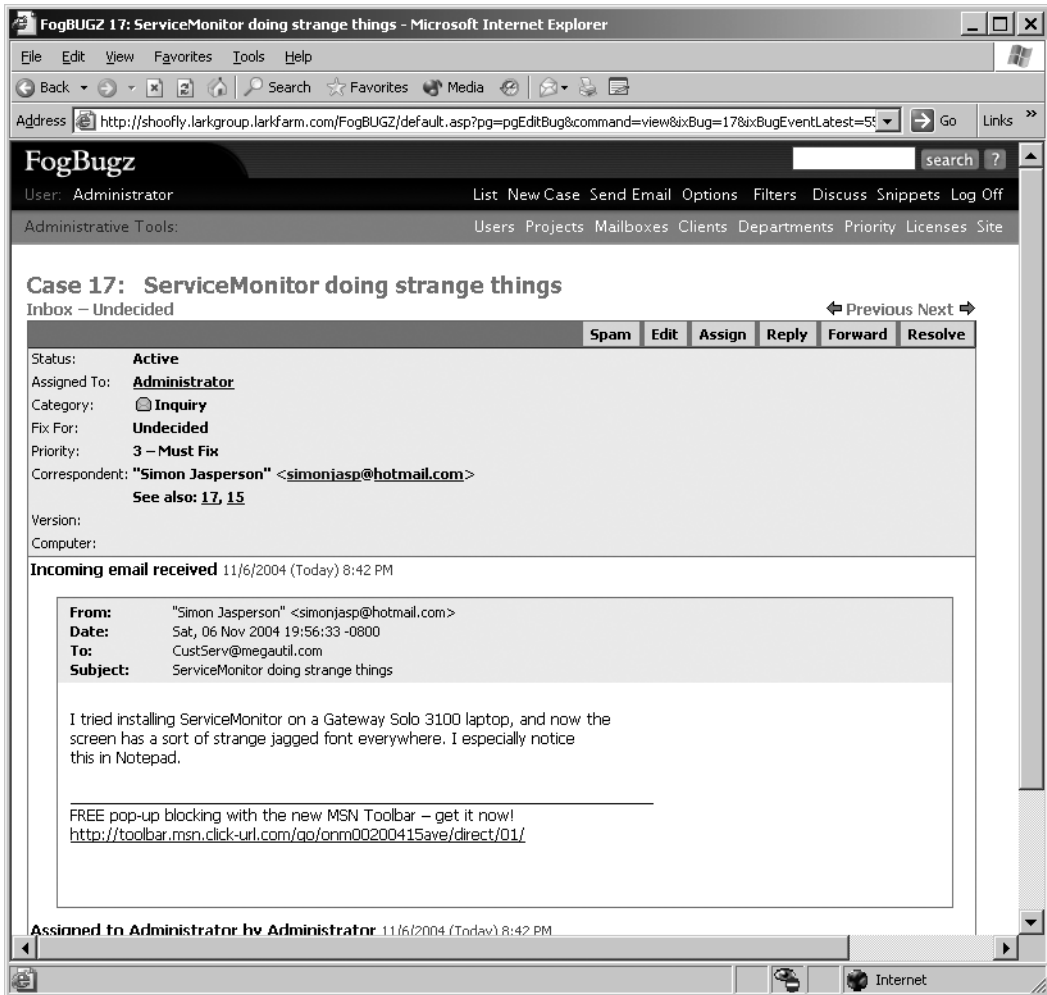 FogBUGZ 17: ServiceMonitor doing strange things - Microsoft Internet Explorer
File Edit View Favorites Tools Help
Back Search Favorites Media
Address http://shoofly.larkgroup.larkfarm.com/FogBUGZ/default.asp?pg=pgEditBug&command=view&ixBug=17&ixBugEventLatest=55 Go Links »
FogBugz search ?
User: Administrator List New Case Send Email Options Filters Discuss Snippets Log Off
Administrative Tools: Users Projects Mailboxes Clients Departments Priority Licenses Site
Case 17: ServiceMonitor doing strange things
Inbox – Undecided Previous Next
Spam Edit Assign Reply Forward Resolve
Status: Active
Assigned To: Administrator
Category: Inquiry
Fix For: Undecided
Priority: 3 – Must Fix
Correspondent: "Simon Jasperson" <simonjasp@hotmail.com>
See also: 17, 15
Version:
Computer:
Incoming email received 11/6/2004 (Today) 8:42 PM
From: "Simon Jasperson" <simonjasp@hotmail.com>
Date: Sat, 06 Nov 2004 19:56:33 -0800
To: CustServ@megautil.com
Subject: ServiceMonitor doing strange things
I tried installing ServiceMonitor on a Gateway Solo 3100 laptop, and now the
screen has a sort of strange jagged font everywhere. I especially notice
this in Notepad.
FREE pop-up blocking with the new MSN Toolbar – get it now!
http://toolbar.msn.click-url.com/go/onm00200415ave/direct/01/
Assigned to Administrator by Administrator 11/6/2004 (Today) 8:42 PM
Internet